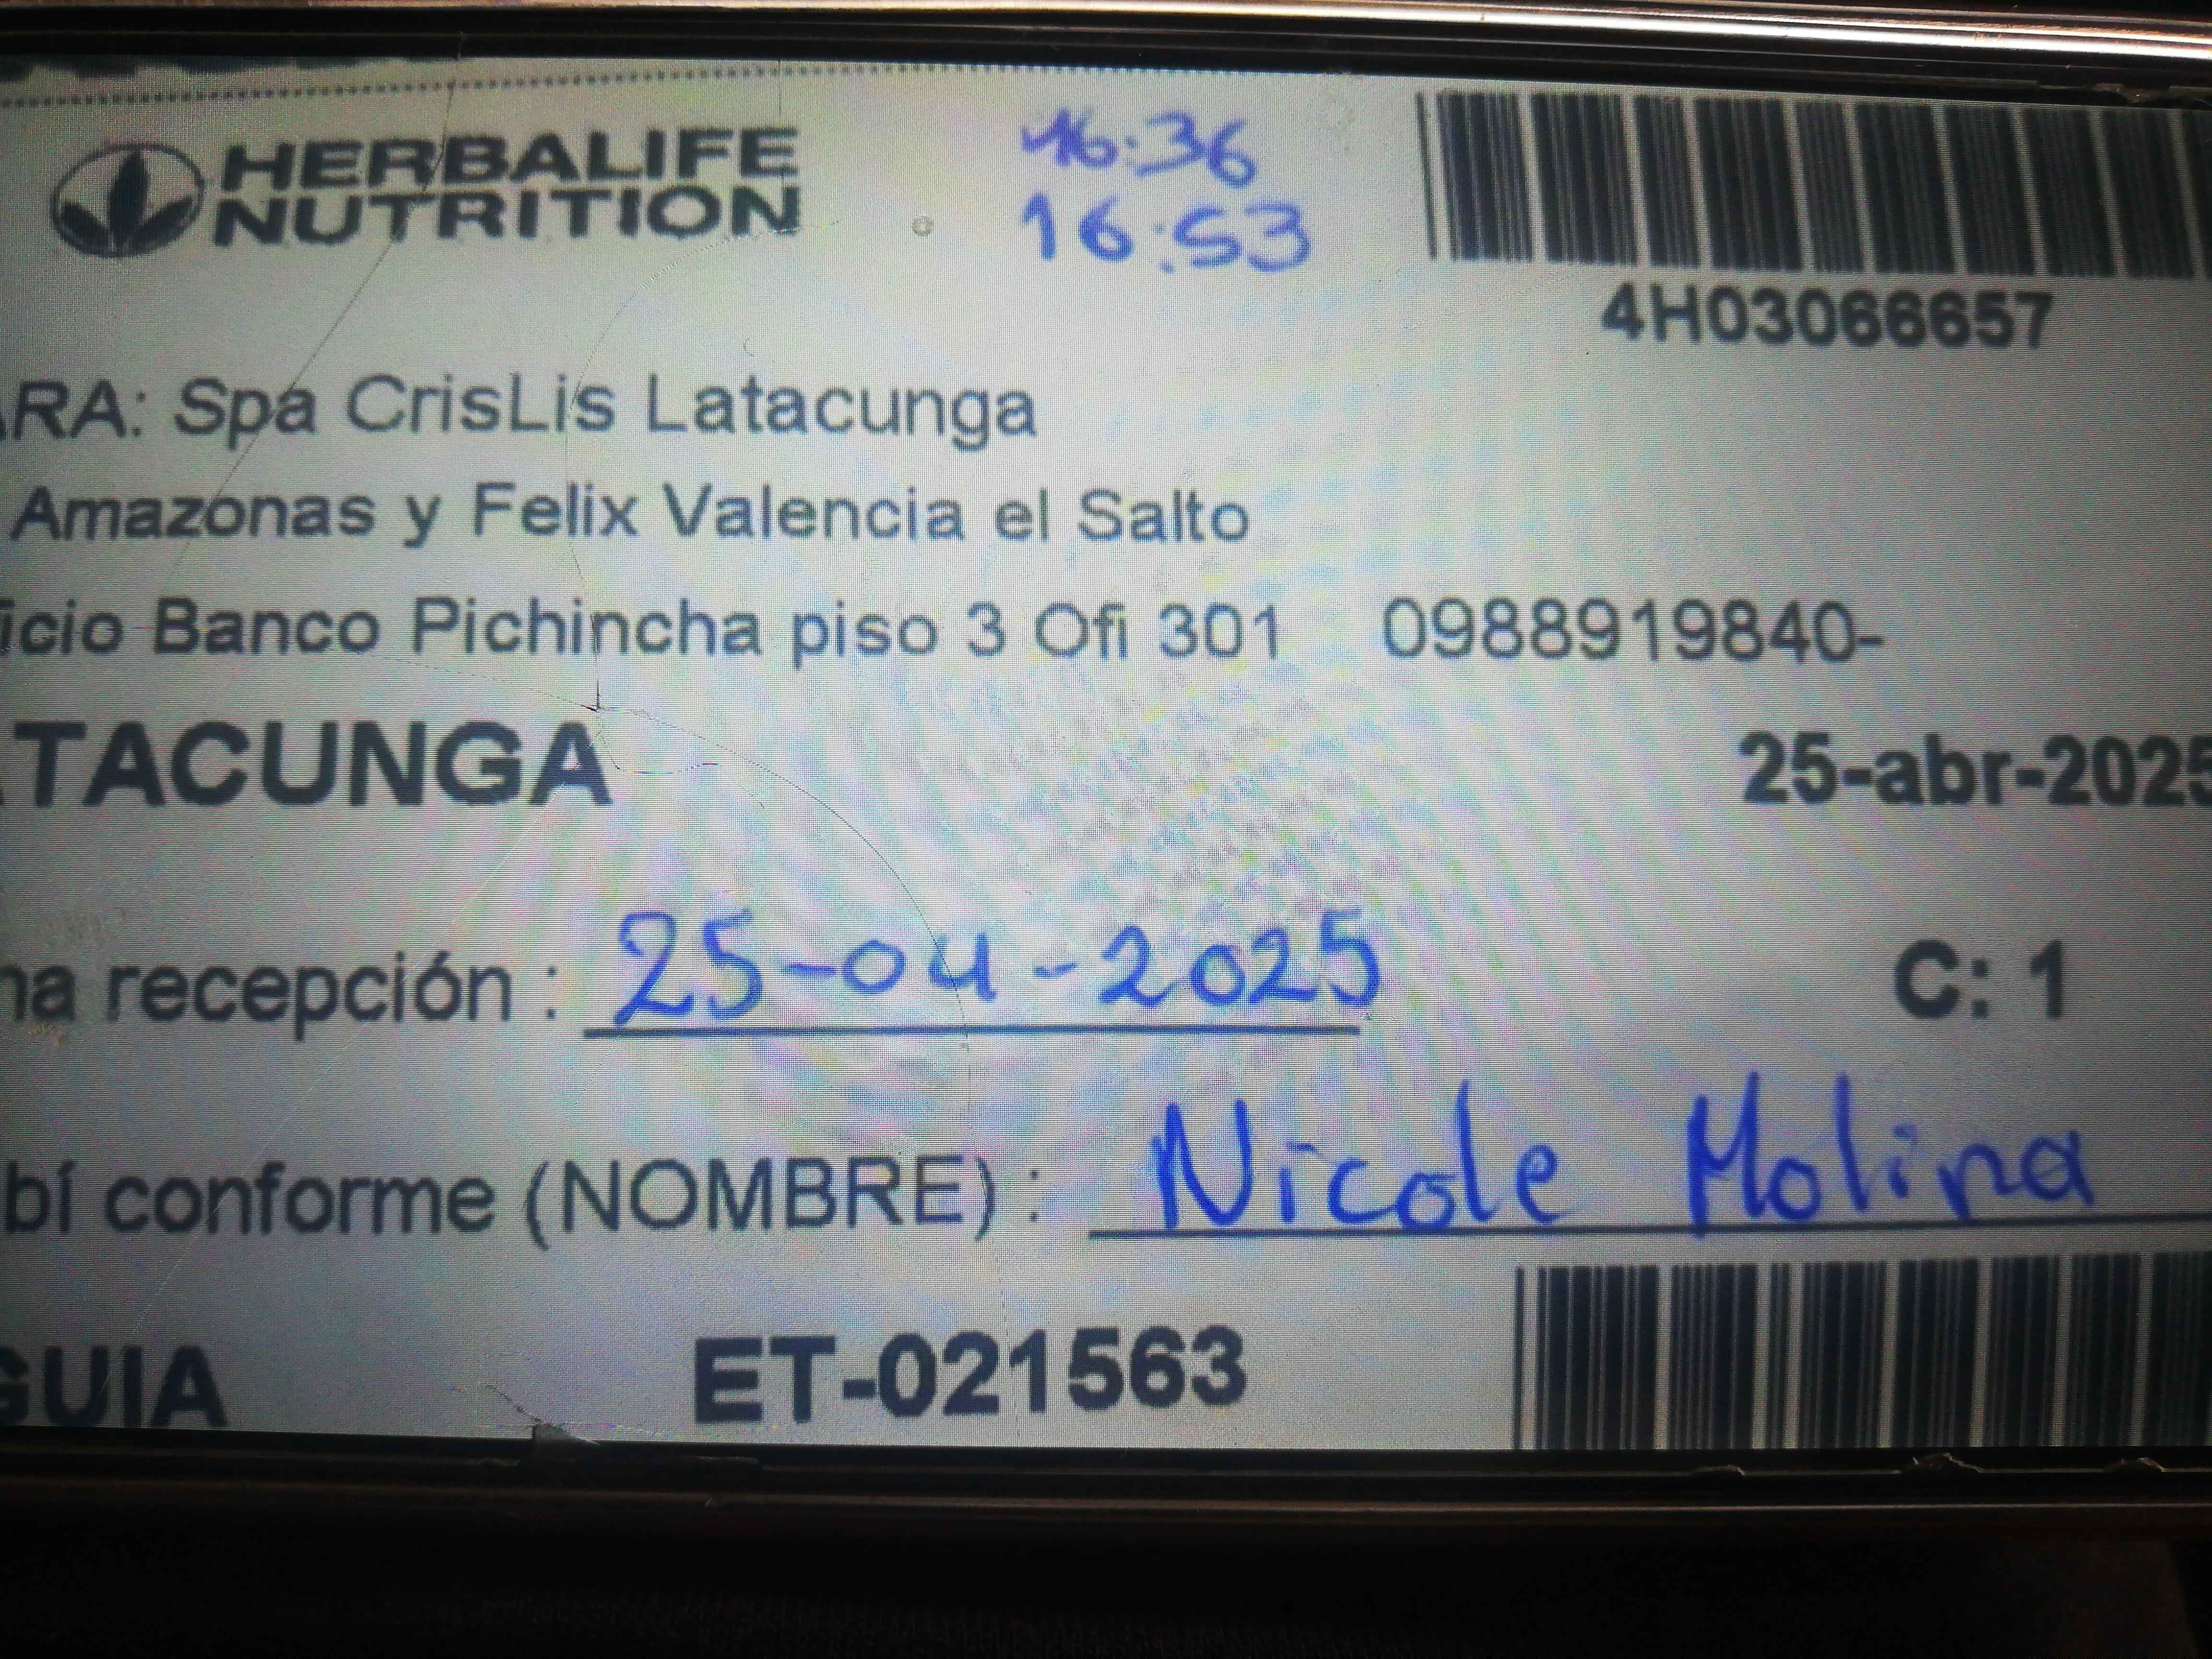 HERBALIFE
NUTRITION
16:36
16:53
4H03066657
ARA: Spa CrisLis Latacunga
Amazonas y Felix Valencia el Salto
icio Banco Pichincha piso 3 Ofi 301 0988919840-
ATACUNGA
25-abr-2025
na recepción : 25-04-2025
C: 1
bí conforme (NOMBRE) : Nicole Molina
GUIA ET-021563